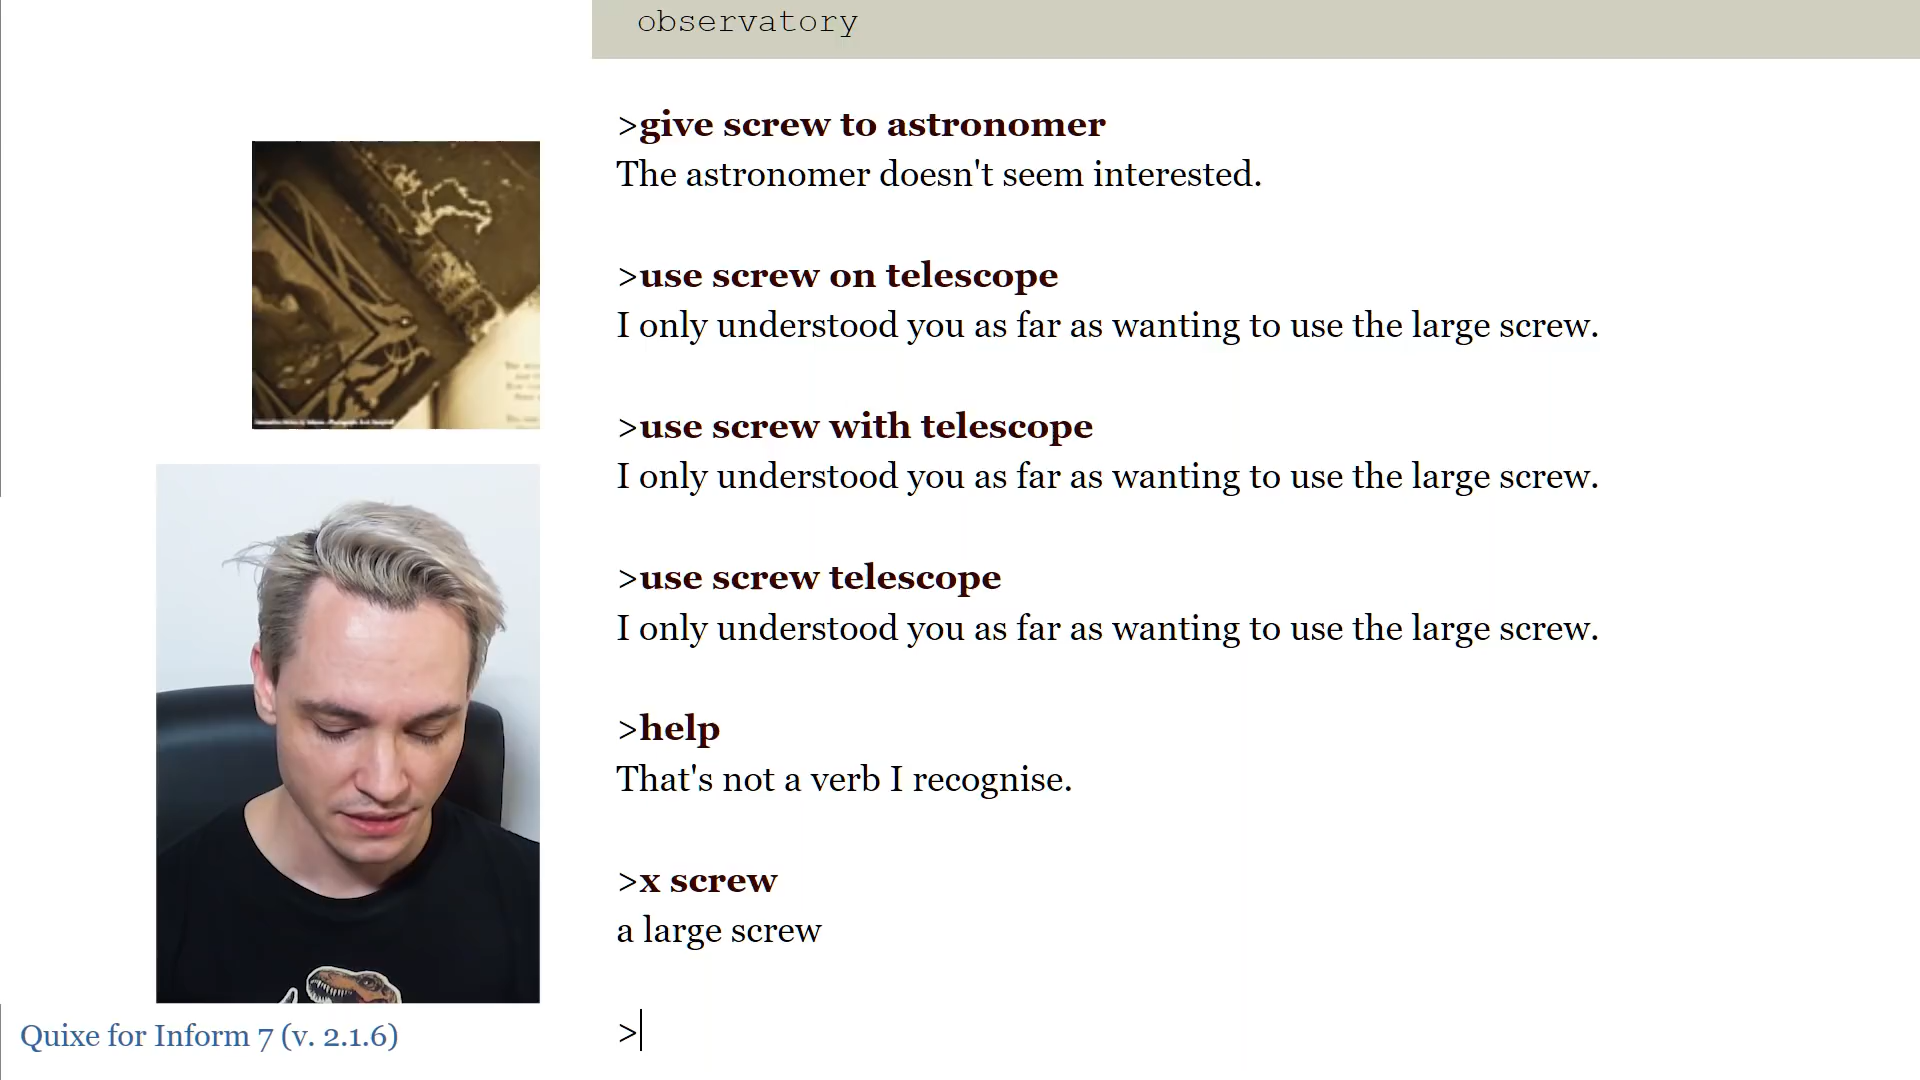 observatory
>give screw to astronomer
The astronomer doesn't seem interested.
>use screw on telescope
I only understood you as far as wanting to use the large screw.
>use screw with telescope
I only understood you as far as wanting to use the large screw.
>use screw telescope
I only understood you as far as wanting to use the large screw.
>help
That's not a verb I recognise.
>x screw
a large screw
>
Quixe for Inform 7 (v. 2.1.6)